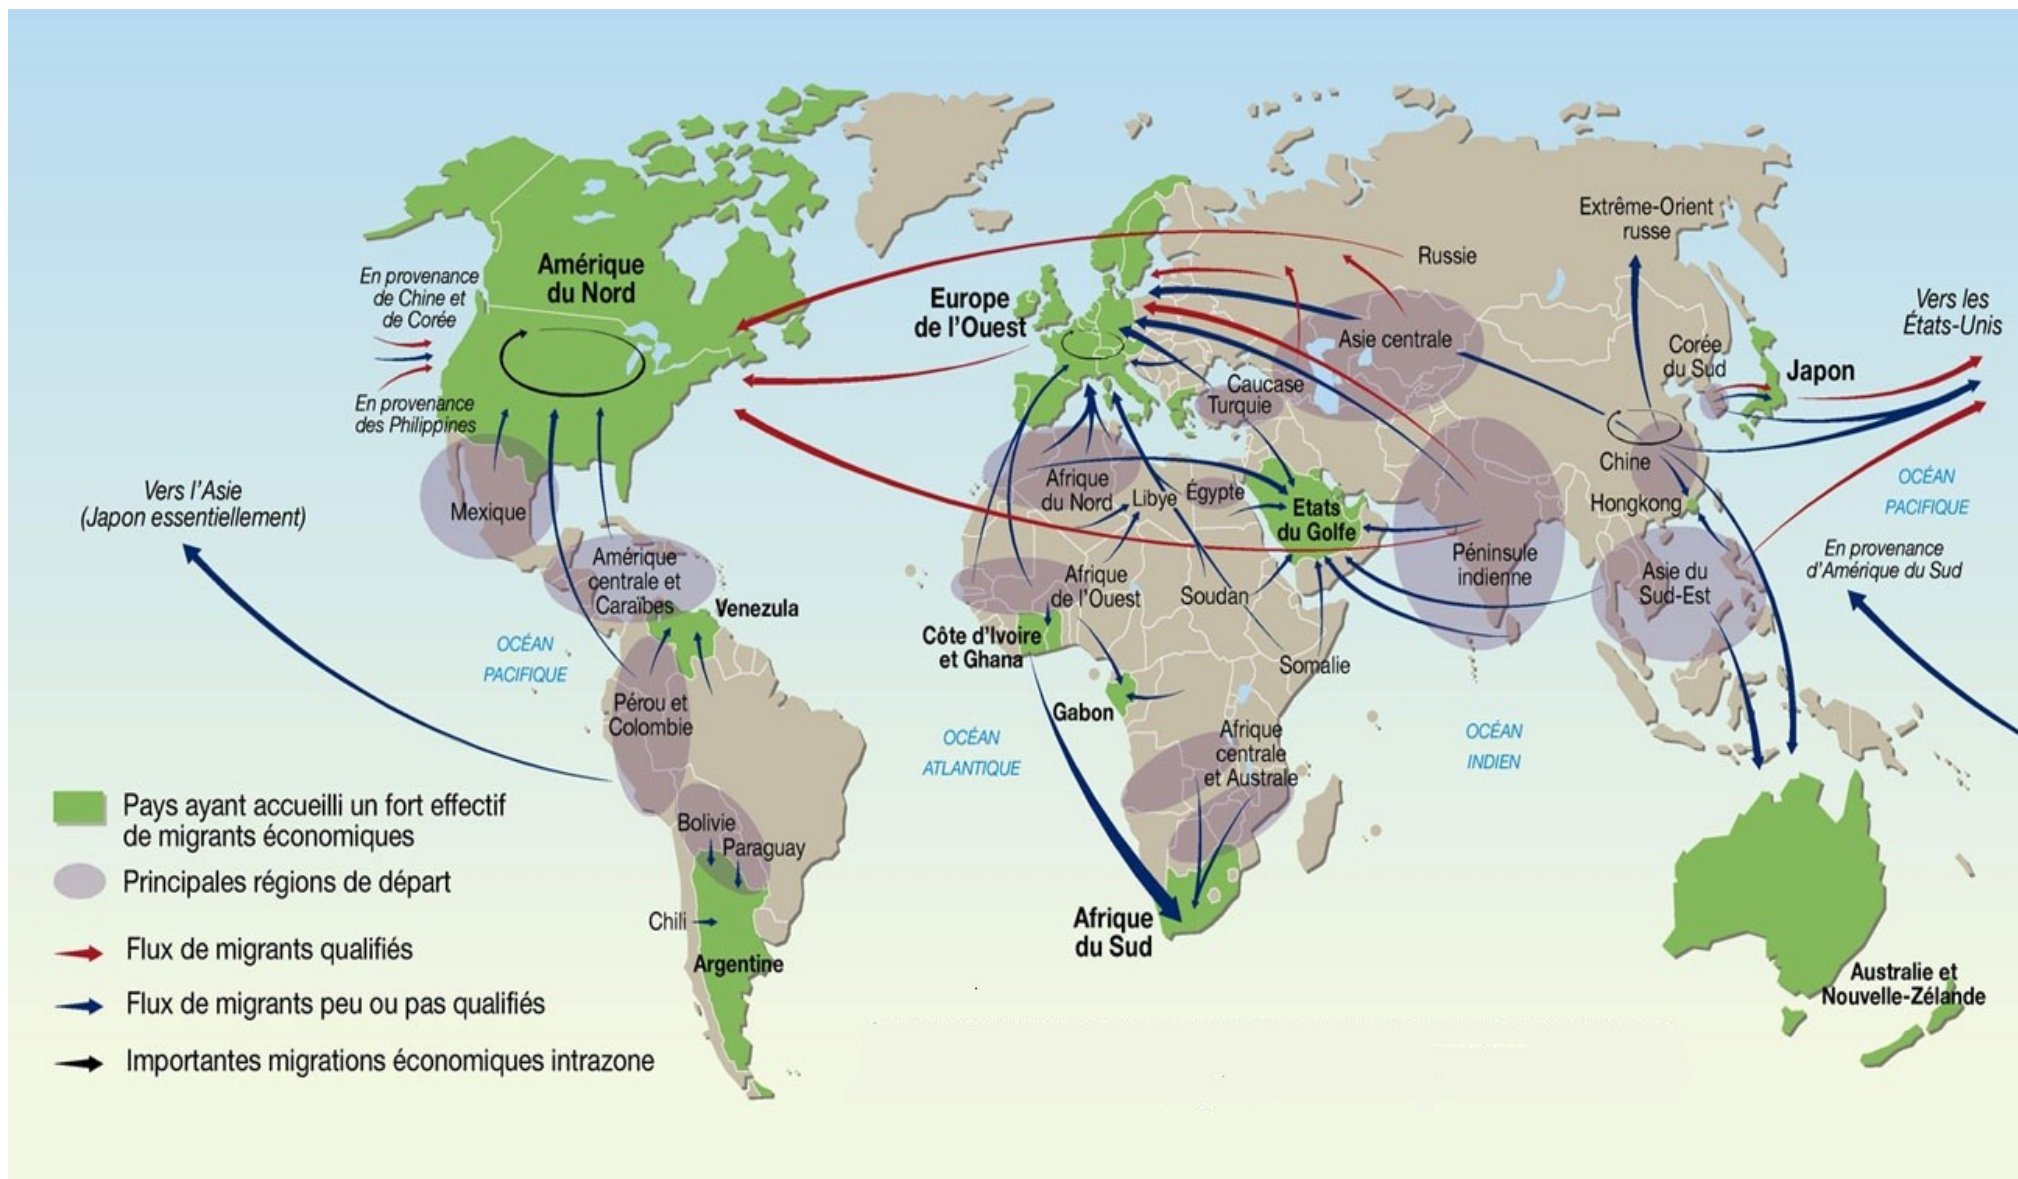 Extrême-Orient
russe
Russie
Amérique
du Nord
En provenance
de Chine et
de Corée
Europe
de l'Ouest
Vers les
États-Unis
Asie centrale
Corée
du Sud
Japon
Caucase
Turquie
En provenance
des Philippines
Chine
OCÉAN
PACIFIQUE
Vers l'Asie
(Japon essentiellement)
Mexique
Afrique
du Nord
Libye
Égypte
Etats
du Golfe
Hongkong
En provenance
d'Amérique du Sud
Péninsule
indienne
Amérique
centrale et
Caraïbes
Afrique
de l'Ouest
Soudan
Asie du
Sud-Est
Venezula
Côte d'Ivoire
et Ghana
Somalie
OCÉAN
PACIFIQUE
Pérou et
Colombie
Gabon
OCÉAN
ATLANTIQUE
Afrique
centrale
et Australe
OCÉAN
INDIEN
Bolivie
Paraguay
Chili
Argentine
Afrique
du Sud
Australie et
Nouvelle-Zélande
Pays ayant accueilli un fort effectif
de migrants économiques
Principales régions de départ
Flux de migrants qualifiés
Flux de migrants peu ou pas qualifiés
Importantes migrations économiques intrazone